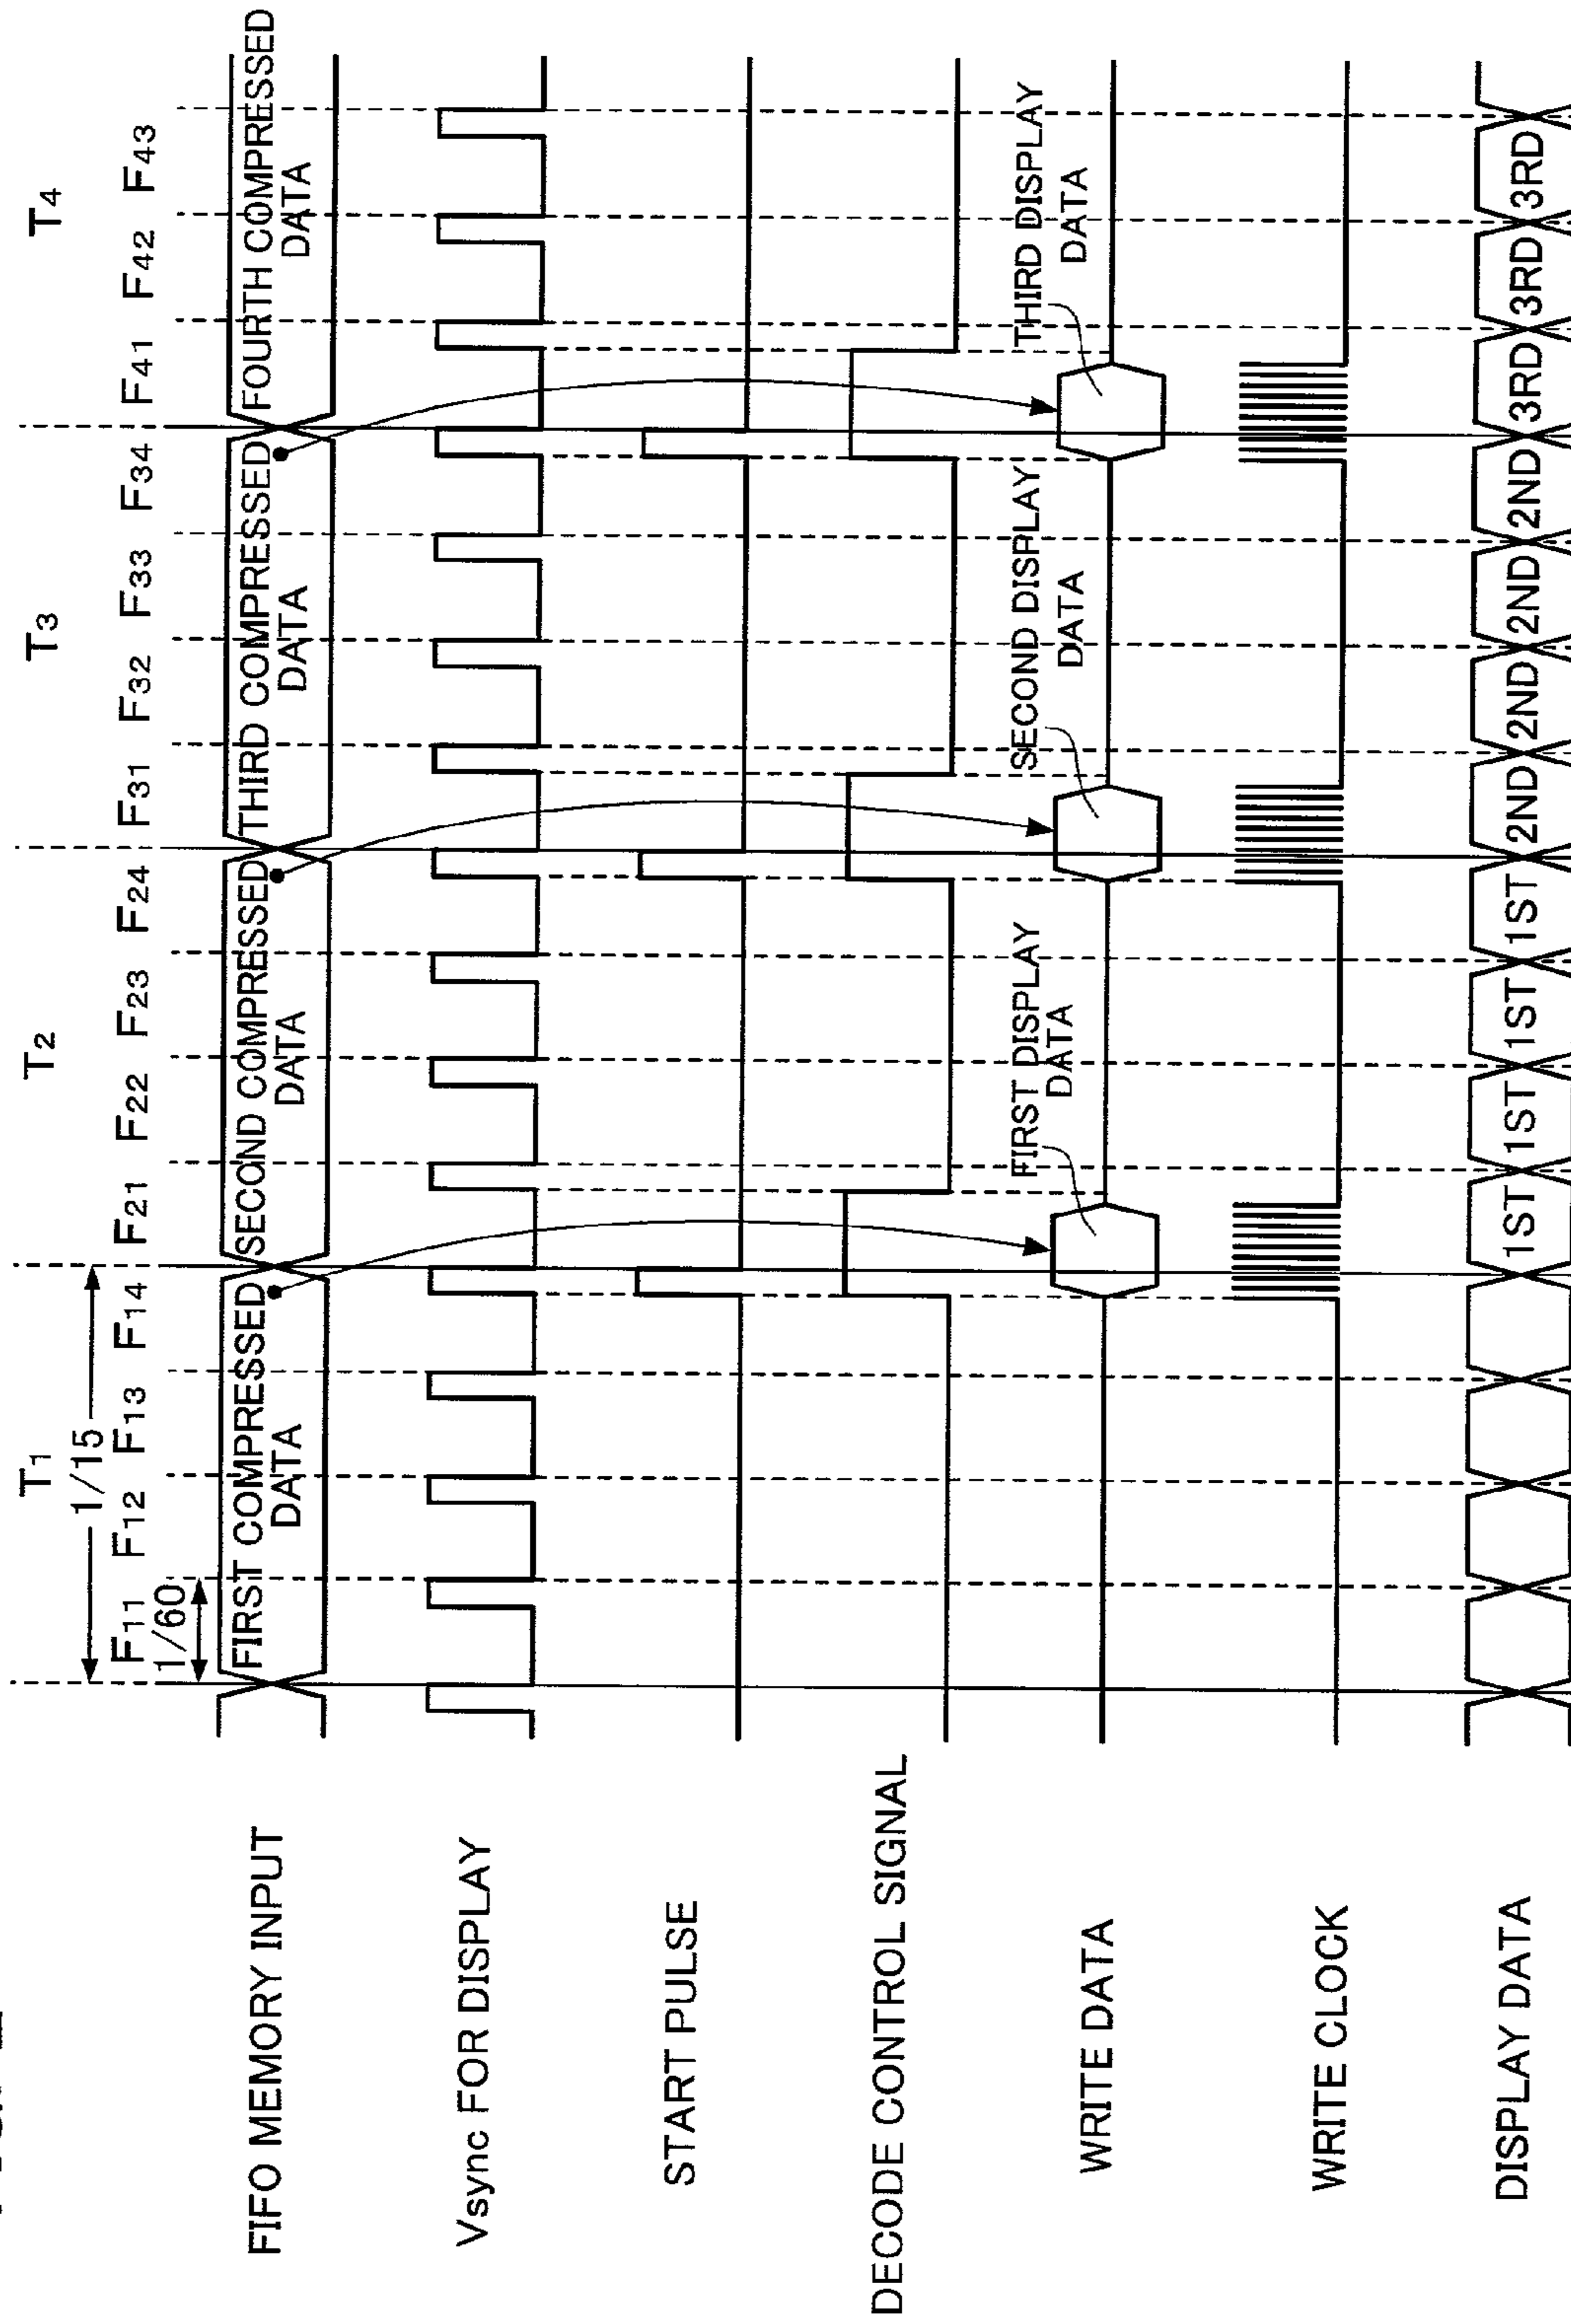 T1 T2 T3 T4
1/15
F11 F12 F13 F14 F21 F22 F23 F24 F31 F32 F33 F34 F41 F42 F43
1/60
FIFO MEMORY INPUT
FIRST COMPRESSED
DATA
SECOND COMPRESSED
DATA
THIRD COMPRESSED
DATA
FOURTH COMPRESSED
DATA
Vsync FOR DISPLAY
START PULSE
DECODE CONTROL SIGNAL
WRITE DATA
FIRST DISPLAY
DATA
SECOND DISPLAY
DATA
THIRD DISPLAY
DATA
WRITE CLOCK
DISPLAY DATA
1ST 1ST 1ST 1ST 2ND 2ND 2ND 2ND 3RD 3RD 3RD